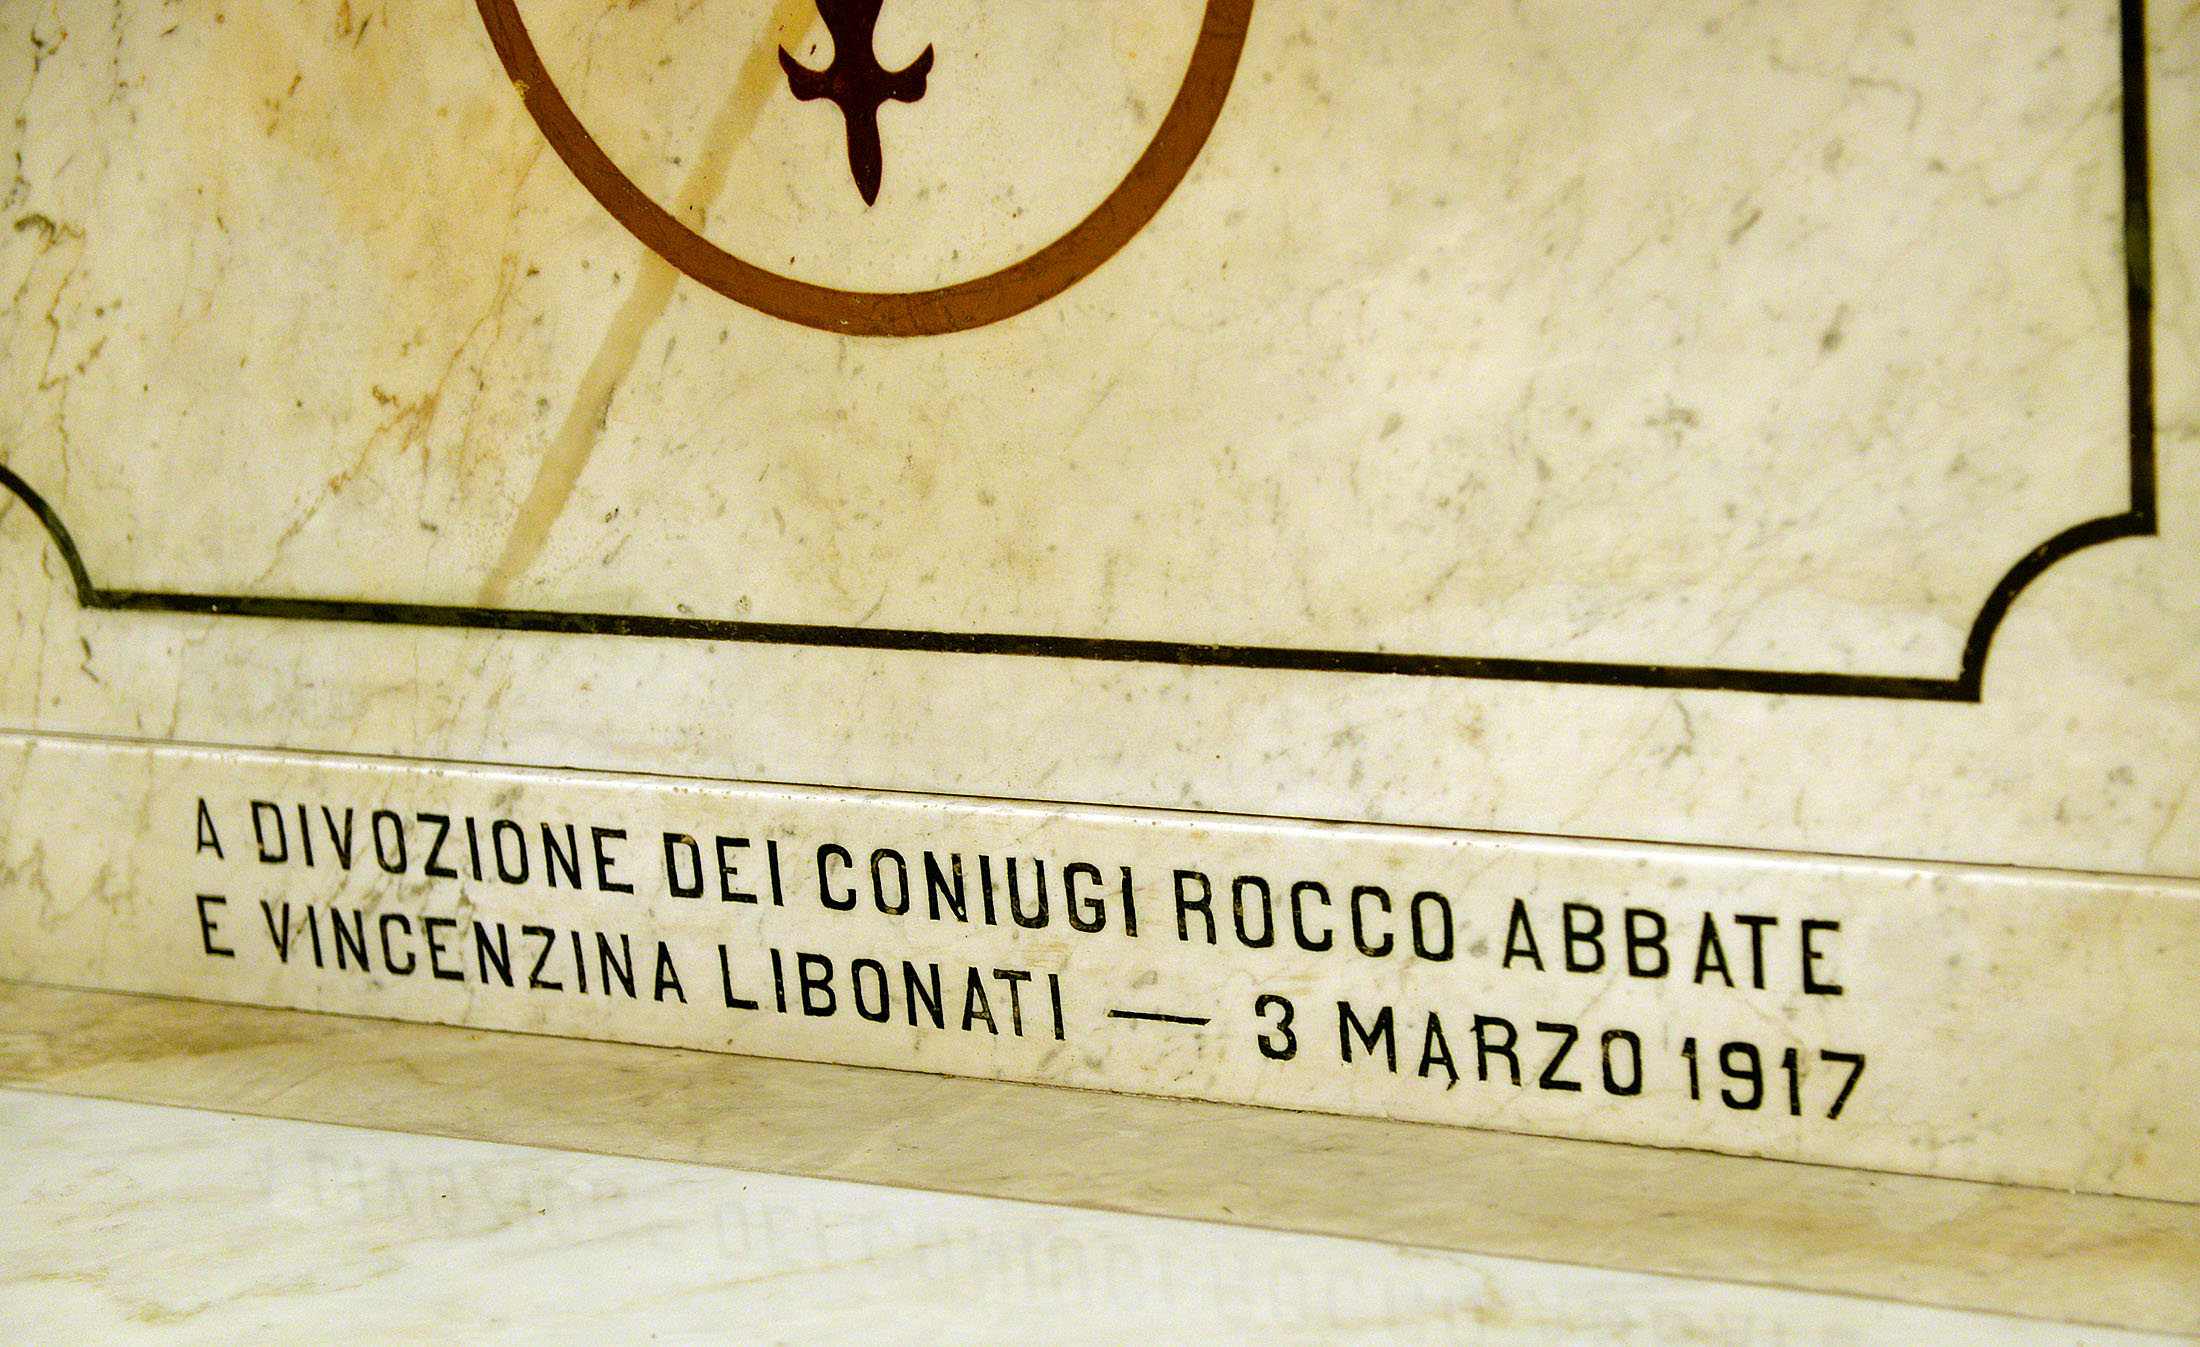 A DIVOZIONE DEI CONIUGI ROCCO ABBATE
E VINCENZINA LIBONATI — 3 MARZO 1917